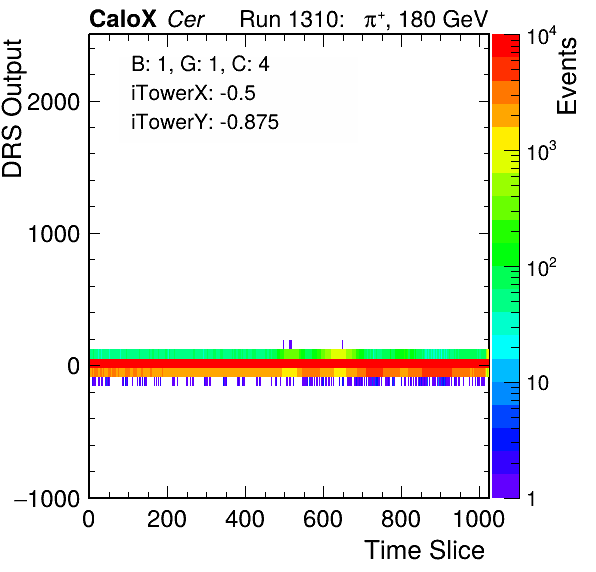 CaloX Cer Run 1310: π⁺, 180 GeV
B: 1, G: 1, C: 4
iTowerX: -0.5
iTowerY: -0.875
DRS Output
2000
1000
0
−1000
0 200 400 600 800 1000
Time Slice
Events
10⁴
10³
10²
10
1